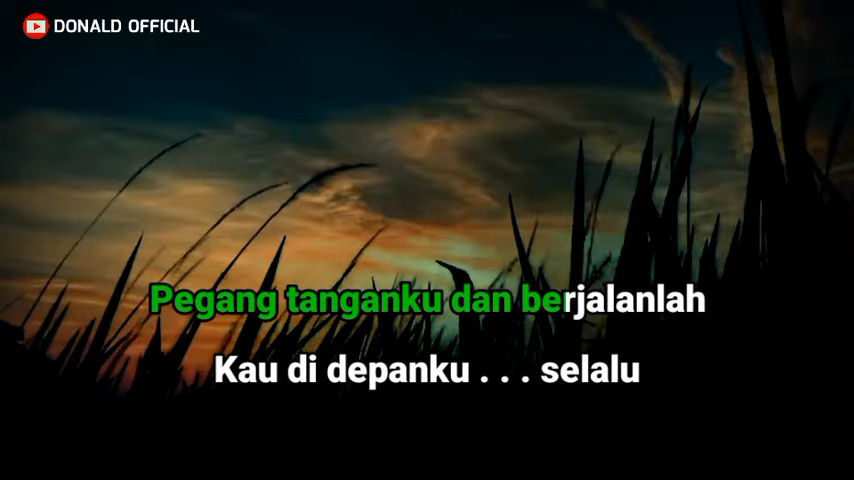 DONALD OFFICIAL
Pegang tanganku dan berjalanlah
Kau di depanku . . . selalu